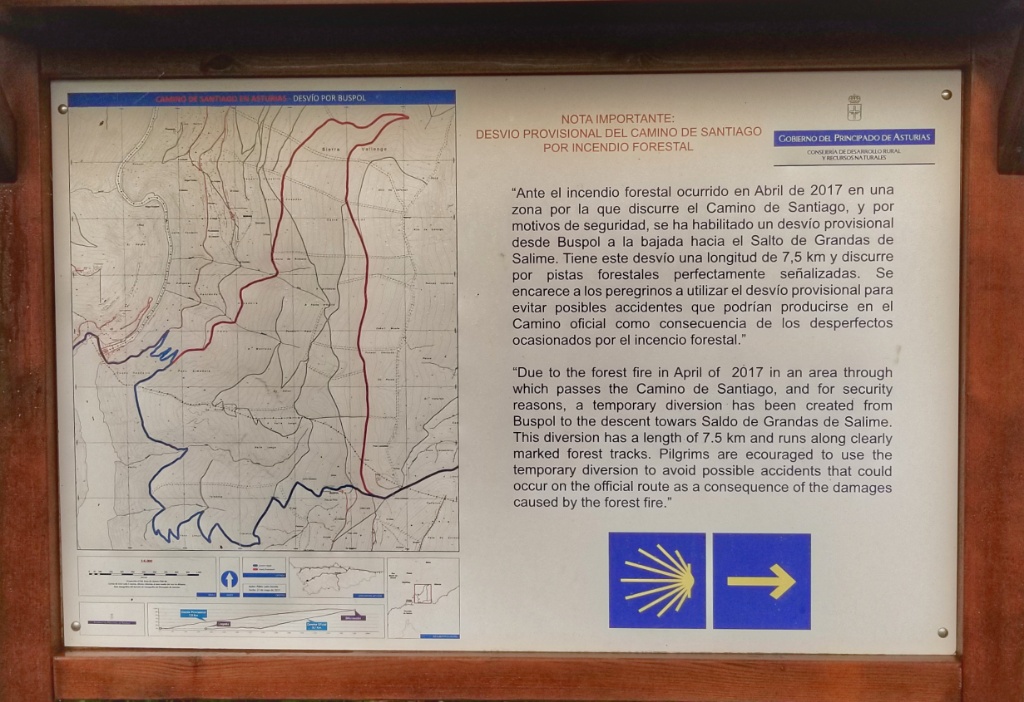 CAMINO DE SANTIAGO EN ASTURIAS - DESVÍO POR BUSPOL
NOTA IMPORTANTE:
DESVIO PROVISIONAL DEL CAMINO DE SANTIAGO
POR INCENDIO FORESTAL
GOBIERNO DEL PRINCIPADO DE ASTURIAS
CONSEJERÍA DE DESARROLLO RURAL
Y RECURSOS NATURALES
“Ante el incendio forestal ocurrido en Abril de 2017 en una
zona por la que discurre el Camino de Santiago, y por
motivos de seguridad, se ha habilitado un desvío provisional
desde Buspol a la bajada hacia el Salto de Grandas de
Salime. Tiene este desvío una longitud de 7,5 km y discurre
por pistas forestales perfectamente señalizadas. Se
encarece a los peregrinos a utilizar el desvío provisional para
evitar posibles accidentes que podrían producirse en el
Camino oficial como consecuencia de los desperfectos
ocasionados por el incencio forestal.”
“Due to the forest fire in April of 2017 in an area through
which passes the Camino de Santiago, and for security
reasons, a temporary diversion has been created from
Buspol to the descent towars Saldo de Grandas de Salime.
This diversion has a length of 7.5 km and runs along clearly
marked forest tracks. Pilgrims are ecouraged to use the
temporary diversion to avoid possible accidents that could
occur on the official route as a consequence of the damages
caused by the forest fire.”